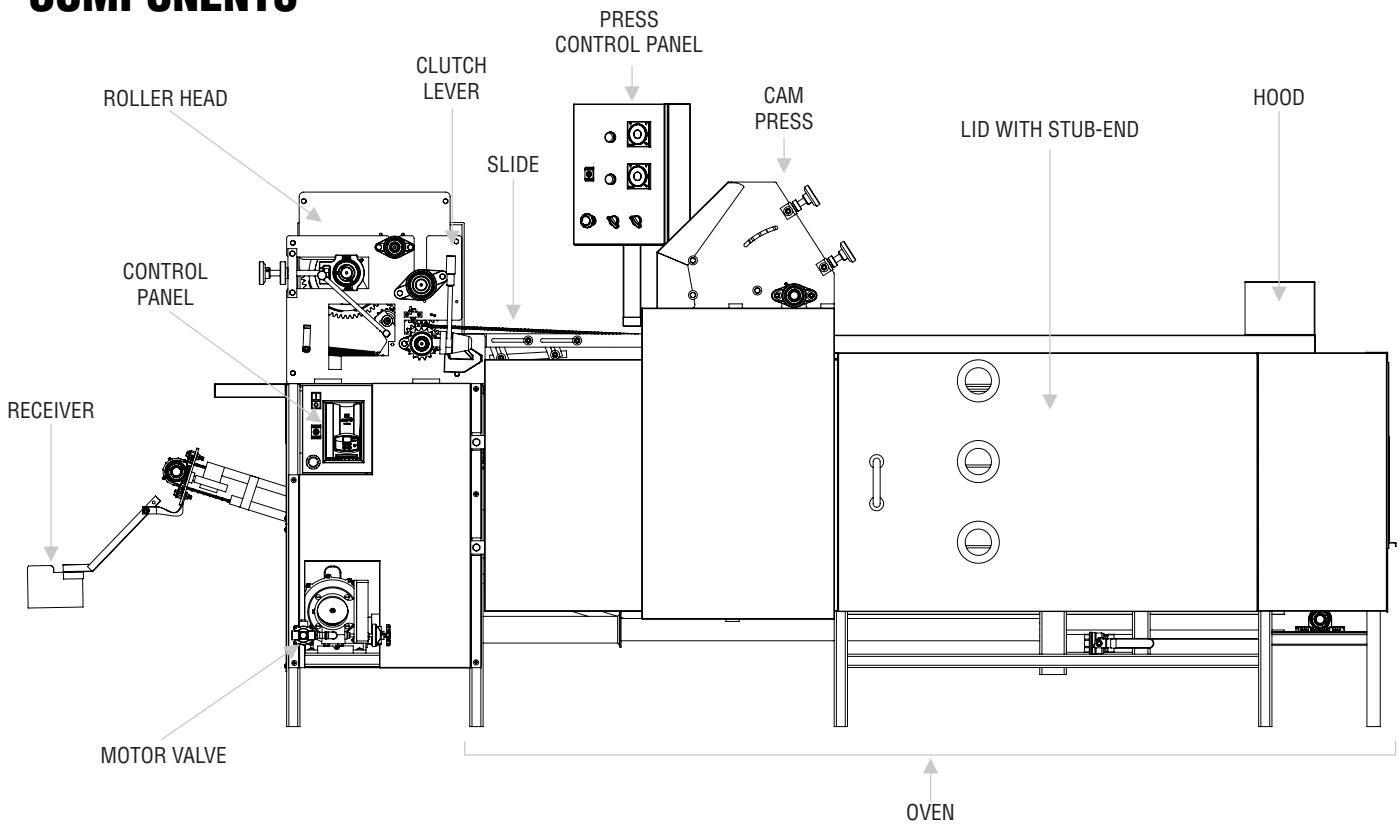 COMPONENTS
PRESS
CONTROL PANEL
CLUTCH
LEVER
ROLLER HEAD
CAM
PRESS
HOOD
LID WITH STUB-END
SLIDE
CONTROL
PANEL
RECEIVER
MOTOR VALVE
OVEN